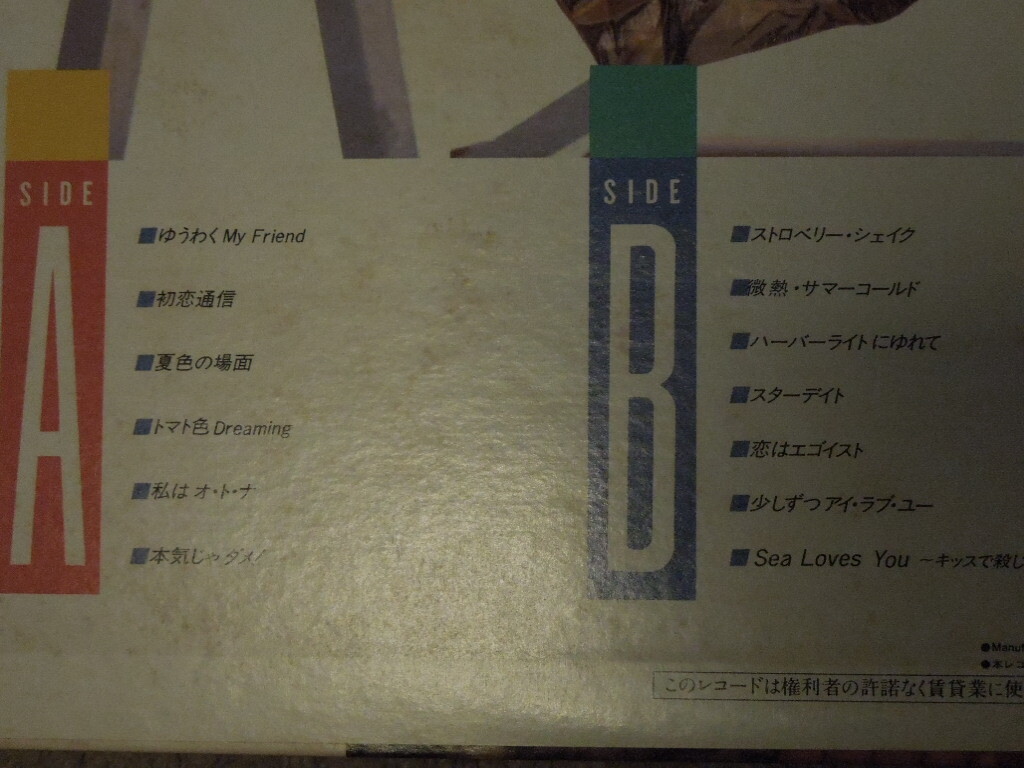 SIDE
A
ゆうわく My Friend
初恋通信
夏色の場面
トマト色 Dreaming
私は オ・ト・ナ
本気じゃダメ!
SIDE
B
ストロベリー・シェイク
微熱・サマーコールド
ハーバーライトにゆれて
スターデイト
恋はエゴイスト
少しずつ アイ・ラブ・ユー
Sea Loves You ～キッスで殺し
●Manuf
●本レコ
このレコードは権利者の許諾なく賃貸業に使